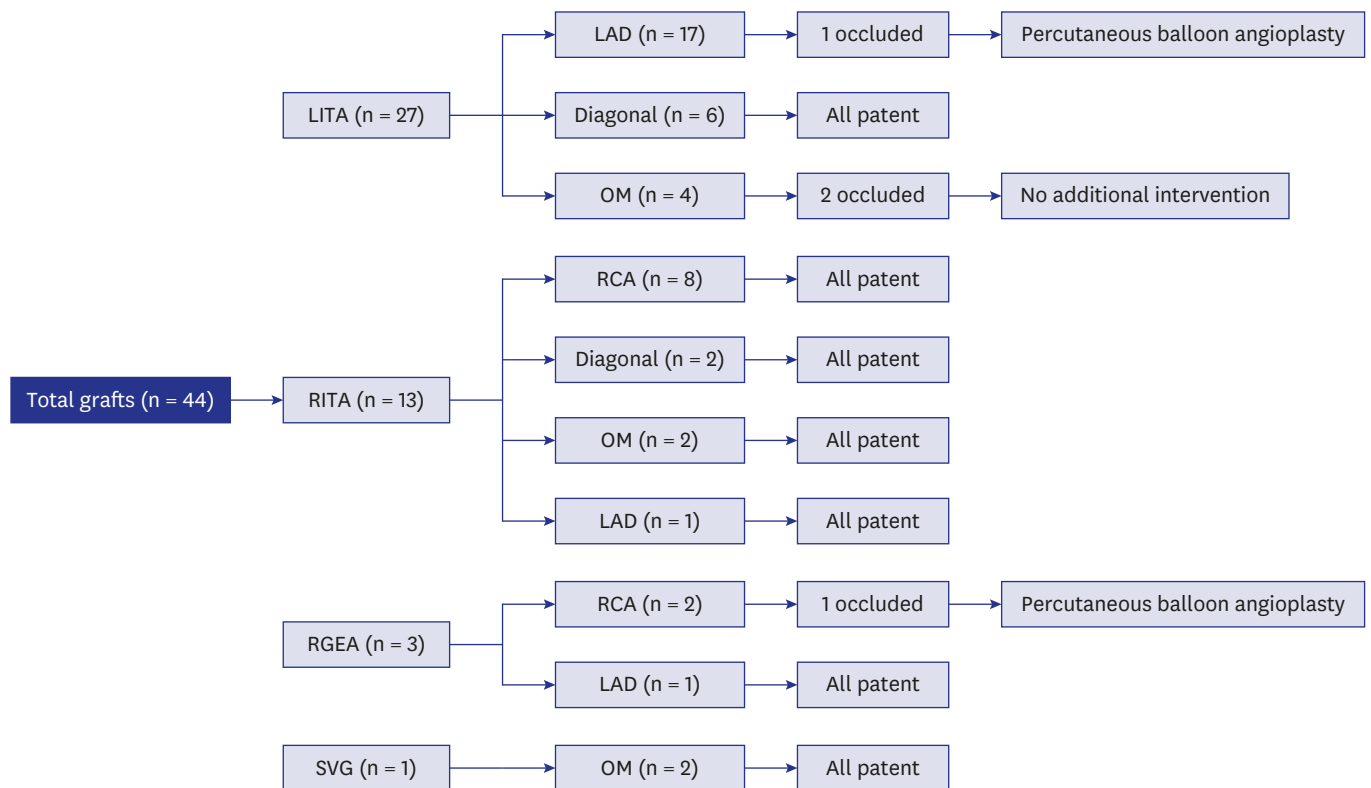 LAD (n = 17)
1 occluded
Percutaneous balloon angioplasty
LITA (n = 27)
Diagonal (n = 6)
All patent
OM (n = 4)
2 occluded
No additional intervention
RCA (n = 8)
All patent
Diagonal (n = 2)
All patent
Total grafts (n = 44)
RITA (n = 13)
OM (n = 2)
All patent
LAD (n = 1)
All patent
RCA (n = 2)
1 occluded
Percutaneous balloon angioplasty
RGEA (n = 3)
LAD (n = 1)
All patent
SVG (n = 1)
OM (n = 2)
All patent